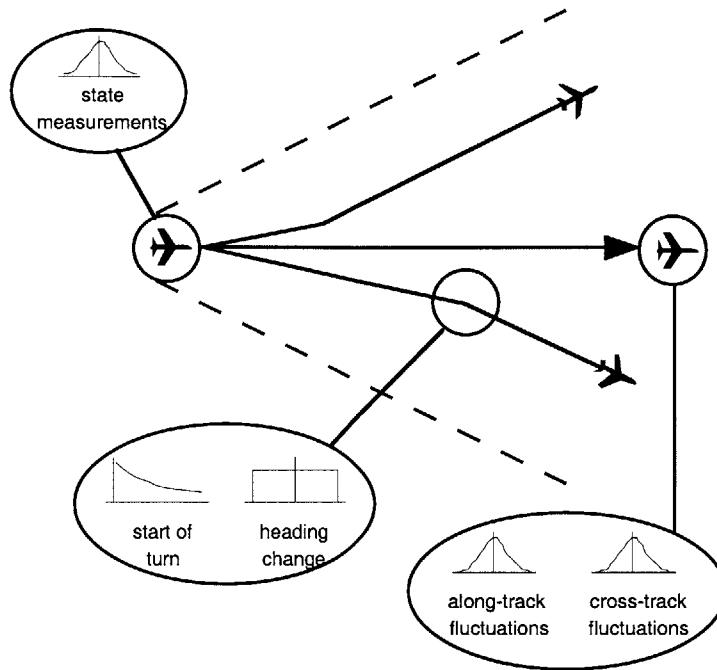 state
measurements
start of
turn
heading
change
along-track
fluctuations
cross-track
fluctuations